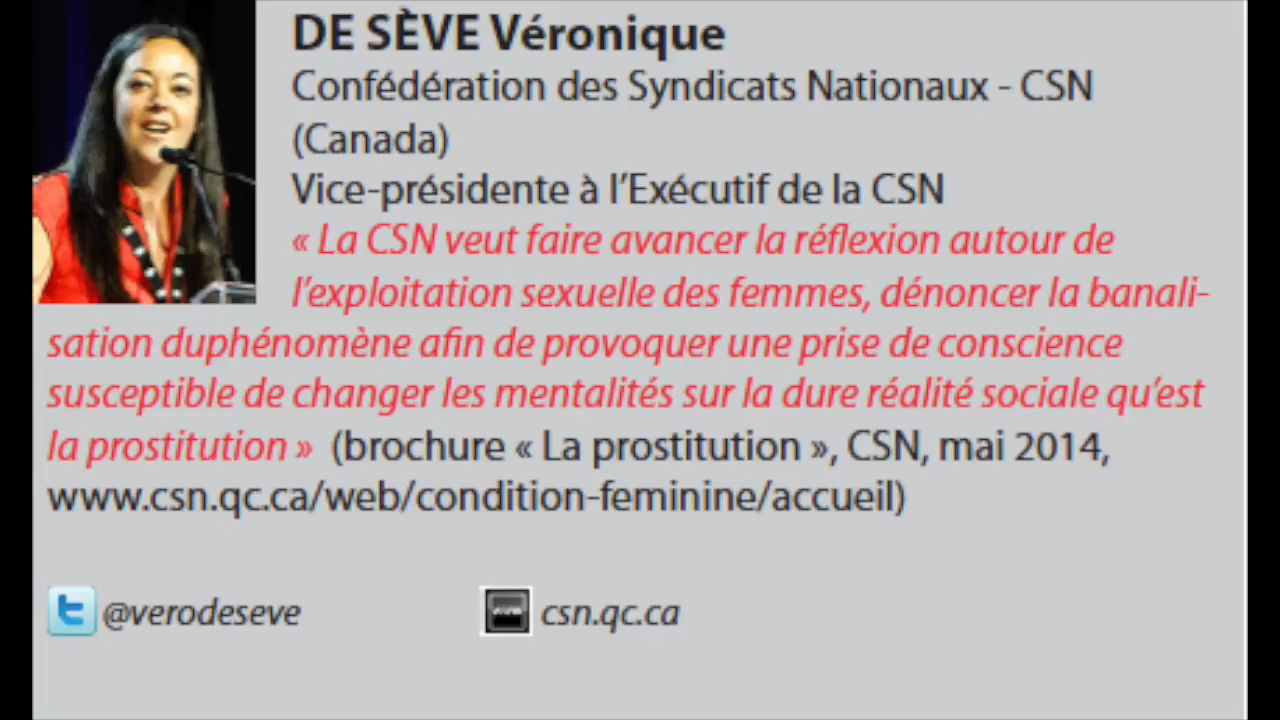 DE SÈVE Véronique
Confédération des Syndicats Nationaux - CSN
(Canada)
Vice-présidente à l’Exécutif de la CSN
« La CSN veut faire avancer la réflexion autour de
l’exploitation sexuelle des femmes, dénoncer la banali-
sation duphénomène afin de provoquer une prise de conscience
susceptible de changer les mentalités sur la dure réalité sociale qu’est
la prostitution » (brochure « La prostitution », CSN, mai 2014,
www.csn.qc.ca/web/condition-feminine/accueil)
@verodeseve
csn.qc.ca